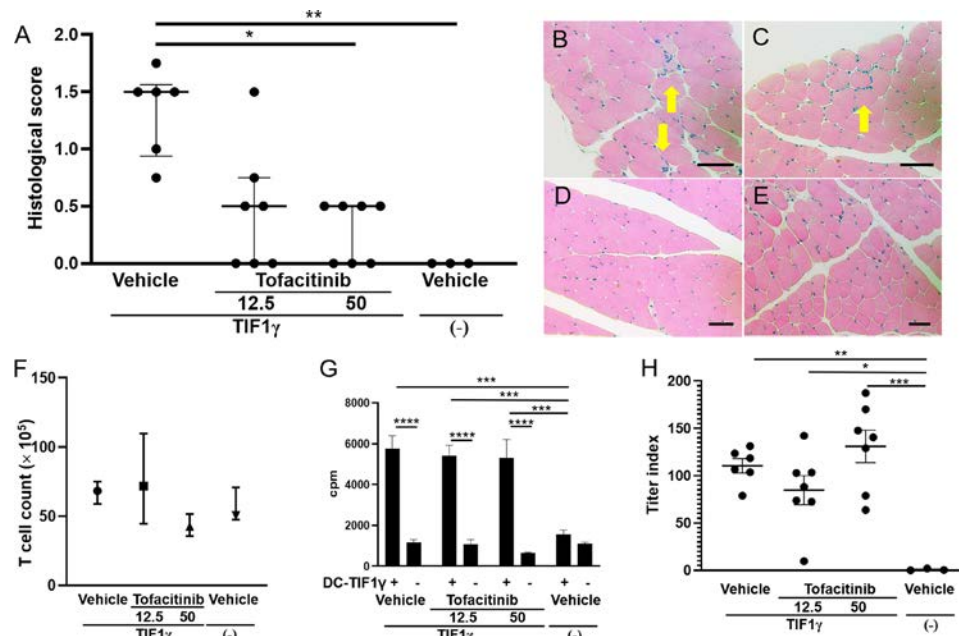 A
**
*
2.0
1.5
1.0
0.5
0.0
Histological score
Vehicle
Tofacitinib
Vehicle
12.5 50
TIF1γ
(-)
B
C
D
E
F
150
100
50
0
T cell count (× 10⁵)
Vehicle Tofacitinib Vehicle
12.5 50
TIF1γ (-)
G
***
***
***
**** **** ****
8000
6000
4000
2000
0
cpm
DC-TIF1γ + - + - + - + -
Vehicle Tofacitinib Vehicle
12.5 50
TIF1γ (-)
H
**
*
***
200
150
100
50
0
Titer index
Vehicle Tofacitinib Vehicle
12.5 50
TIF1γ (-)